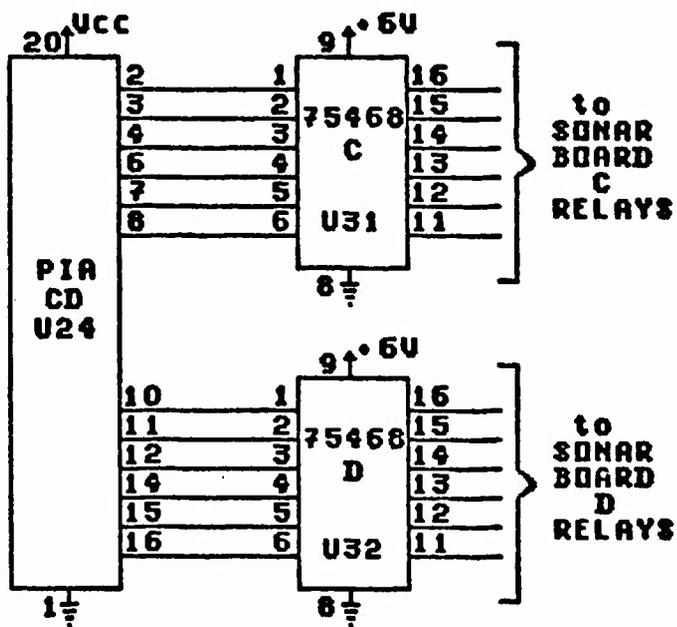 Vcc
20
+6V
9
2 1 16
3 2 75468 15
4 3 14
C
6 4 13
7 5 12
8 6 U31 11
8
to
SONAR
BOARD
C
RELAYS
PIA
CD
U24
+6V
9
10 1 16
11 2 75468 15
12 3 14
D
14 4 13
15 5 12
16 6 U32 11
8
1
to
SONAR
BOARD
D
RELAYS